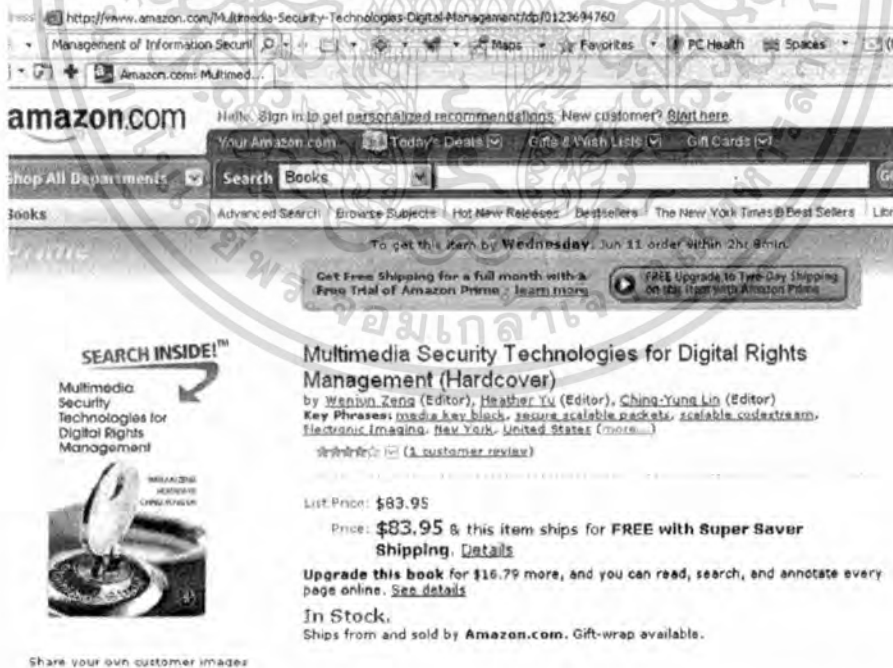 http://www.amazon.com/Multimedia-Security-Technologies-Digital-Management/dp/0123694760
Management of Information Securit Maps Favorites PC Health Spaces
Amazon.com: Multimed...
amazon.com Hello. Sign in to get personalized recommendations. New customer? Start here.
Your Amazon.com Today's Deals Gifts & Wish Lists Gift Cards
Shop All Departments Search Books
Books Advanced Search Browse Subjects Hot New Releases Bestsellers The New York Times® Best Sellers
To get this item by Wednesday, Jun 11 order within 2hr 8min.
Get Free Shipping for a full month with a
Free Trial of Amazon Prime - learn more
FREE Upgrade to Two-Day Shipping
on this item with Amazon Prime
จอมเกล้าเจ
SEARCH INSIDE!™
Multimedia
Security
Technologies for
Digital Rights
Management
Multimedia Security Technologies for Digital Rights
Management (Hardcover)
by Wenjun Zeng (Editor), Heather Yu (Editor), Ching-Yung Lin (Editor)
Key Phrases: media key block, secure scalable packets, scalable codestream,
Electronic Imaging, New York, United States (more...)
(1 customer review)
List Price: $83.95
Price: $83.95 & this item ships for FREE with Super Saver
Shipping. Details
Upgrade this book for $16.79 more, and you can read, search, and annotate every
page online. See details
In Stock.
Ships from and sold by Amazon.com. Gift-wrap available.
Share your own customer images